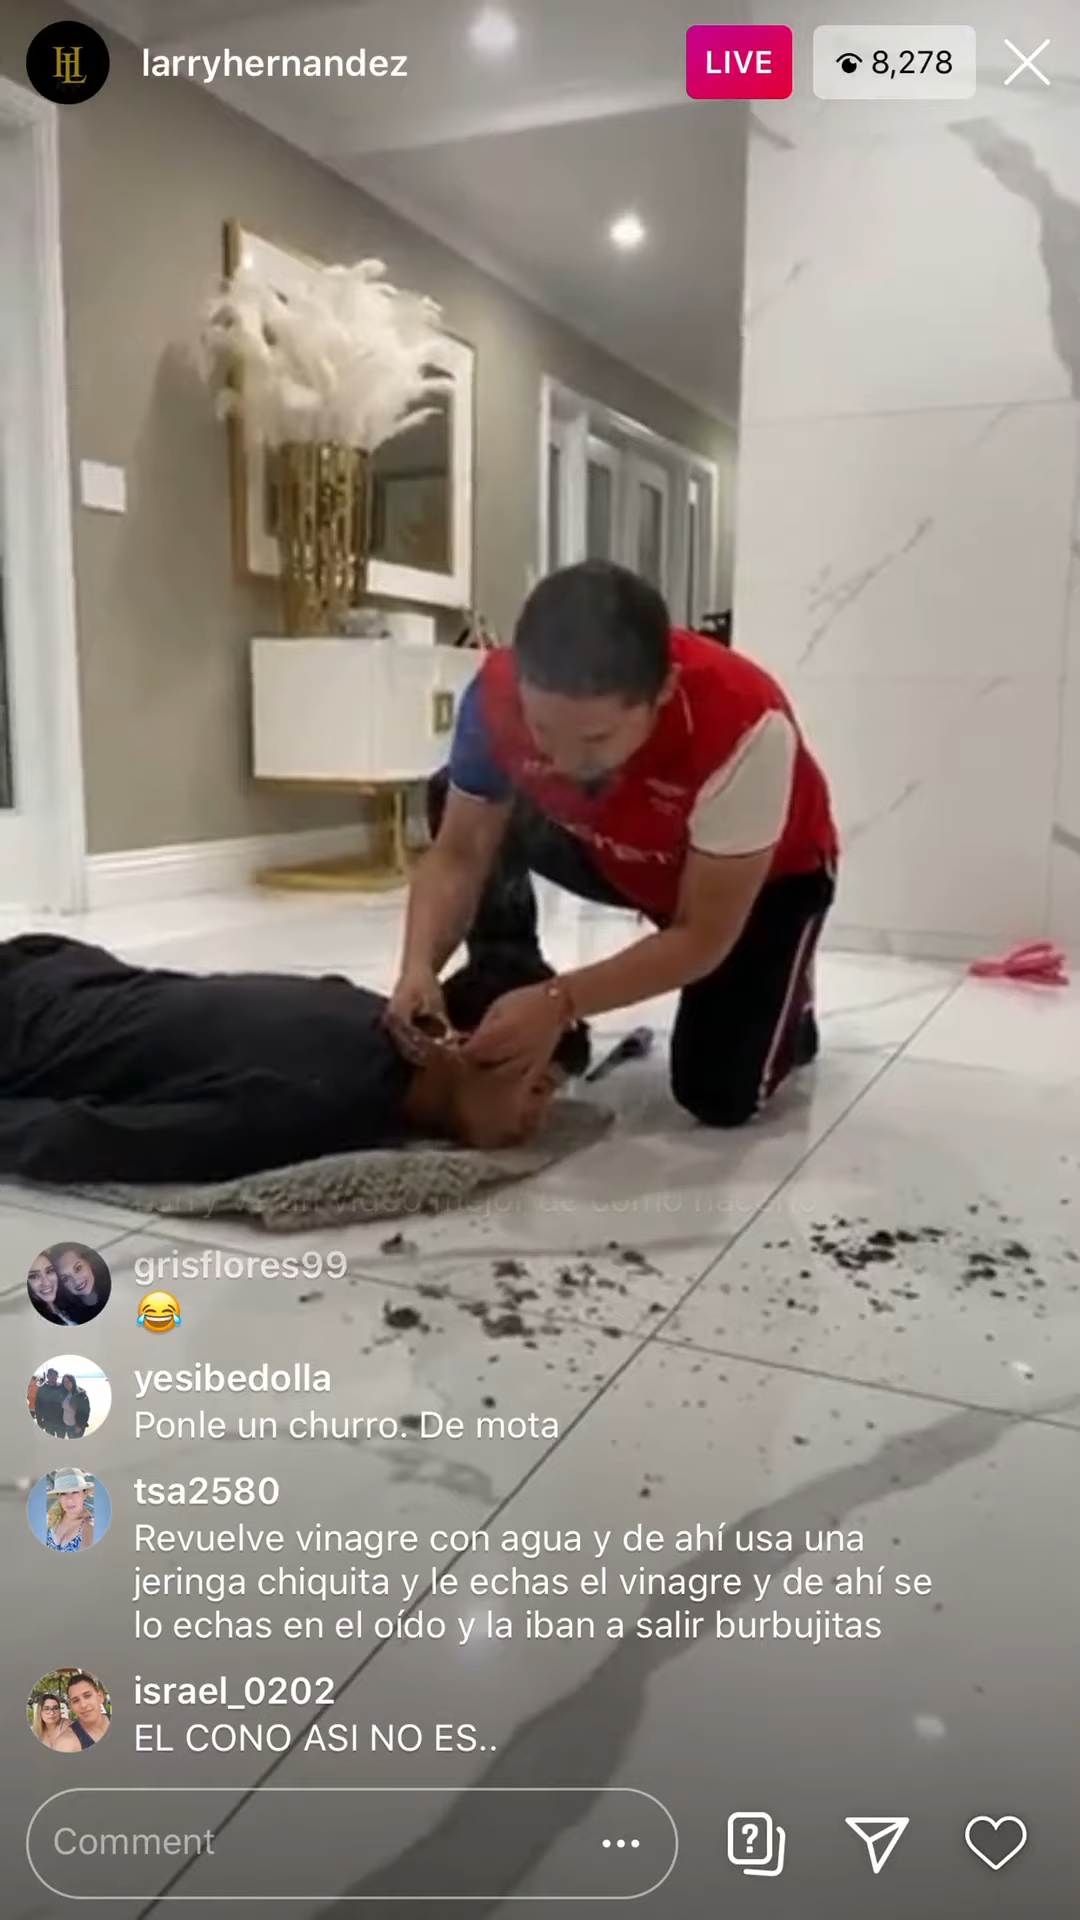 HL
larryhernandez
LIVE
8,278
grisflores99
😂
yesibedolla
Ponle un churro. De mota
tsa2580
Revuelve vinagre con agua y de ahí usa una
jeringa chiquita y le echas el vinagre y de ahí se
lo echas en el oído y la iban a salir burbujitas
israel_0202
EL CONO ASI NO ES..
Comment